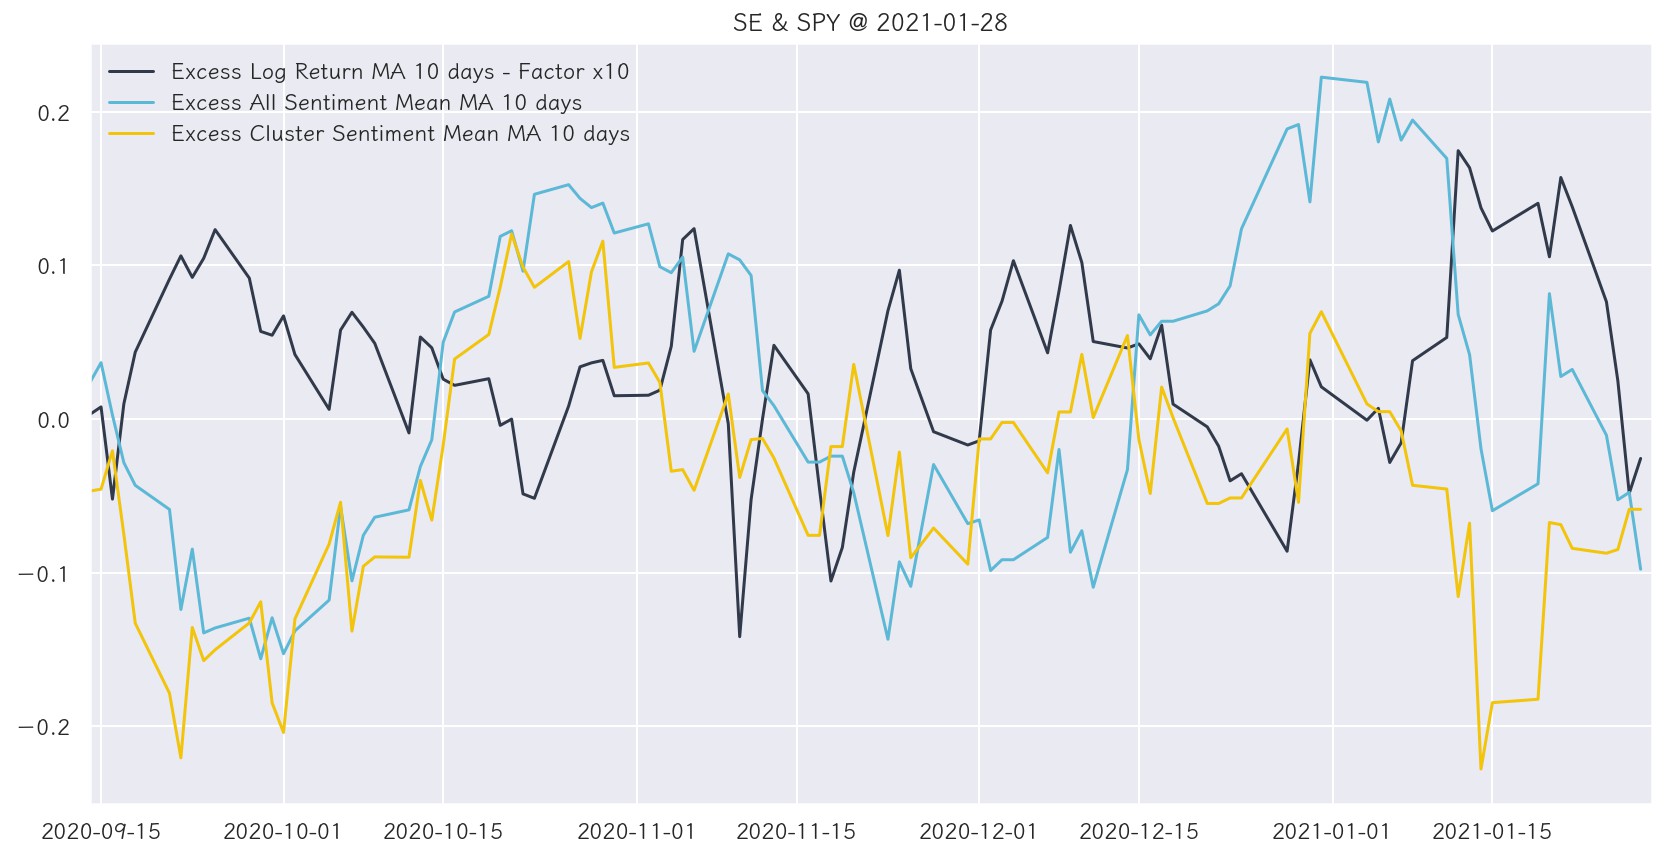 SE & SPY @ 2021-01-28
Excess Log Return MA 10 days - Factor x10
Excess All Sentiment Mean MA 10 days
Excess Cluster Sentiment Mean MA 10 days
0.2
0.1
0.0
−0.1
−0.2
2020-09-15 2020-10-01 2020-10-15 2020-11-01 2020-11-15 2020-12-01 2020-12-15 2021-01-01 2021-01-15